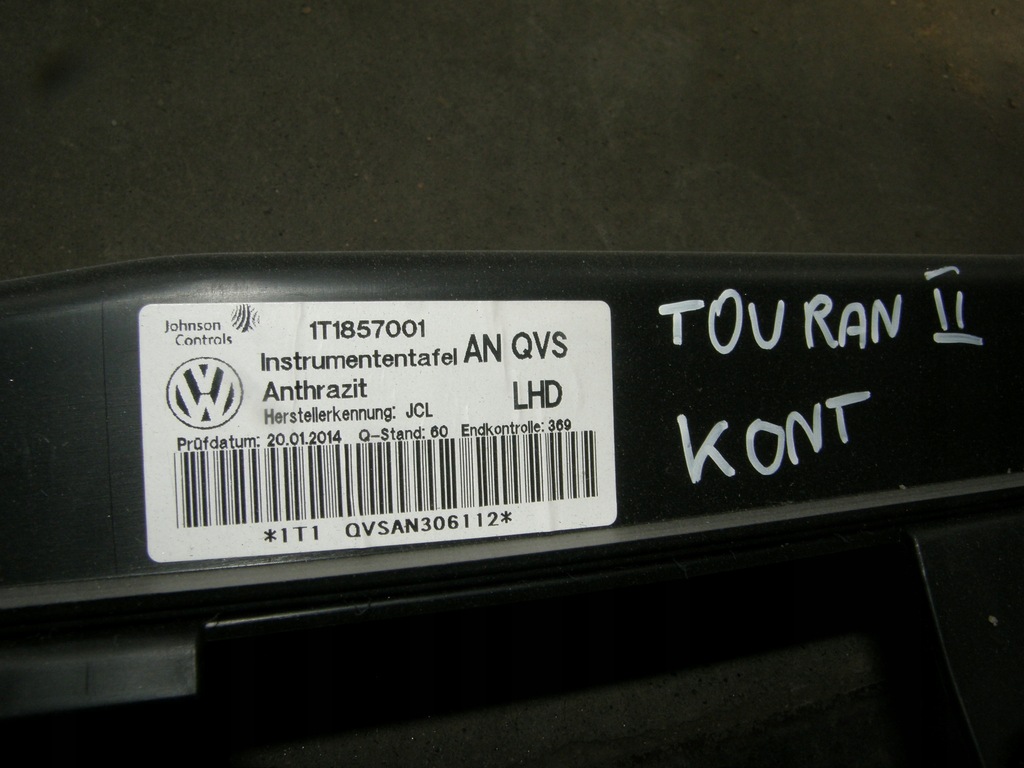 Johnson
Controls
1T1857001
Instrumententafel AN QVS
Anthrazit LHD
Herstellerkennung: JCL
Prüfdatum: 20.01.2014 Q-Stand: 60 Endkontrolle: 369
*1T1 QVSAN306112*
TOURAN II
KONT